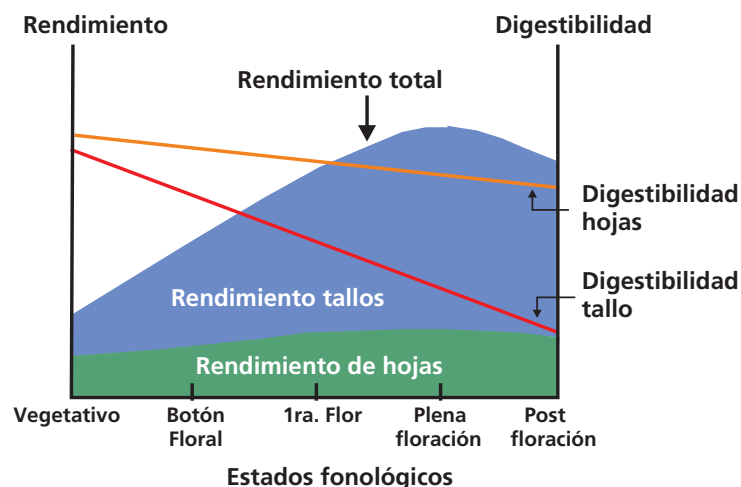 Rendimiento
Digestibilidad
Rendimiento total
Digestibilidad
hojas
Digestibilidad
tallo
Rendimiento tallos
Rendimiento de hojas
Vegetativo
Botón
Floral
1ra. Flor
Plena
floración
Post
floración
Estados fonológicos